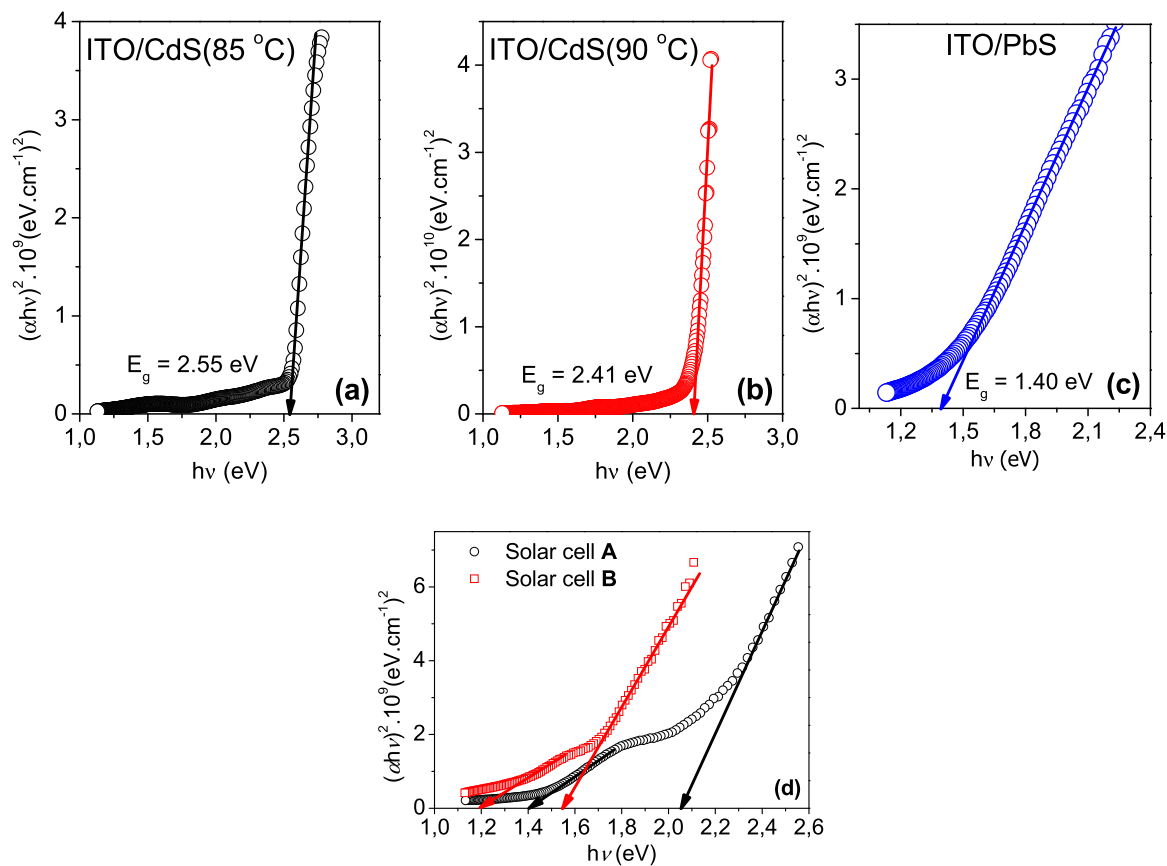 ITO/CdS(85 °C)
(αhν)².10⁹(eV.cm⁻¹)²
4
3
2
1
0
E_g = 2.55 eV
(a)
1,0 1,5 2,0 2,5 3,0
hν (eV)
ITO/CdS(90 °C)
(αhν)².10¹⁰(eV.cm⁻¹)²
4
3
2
1
0
E_g = 2.41 eV
(b)
1,0 1,5 2,0 2,5 3,0
hν (eV)
ITO/PbS
(αhν)².10⁹(eV.cm⁻¹)²
3
2
1
0
E_g = 1.40 eV
(c)
1,2 1,5 1,8 2,1 2,4
hν (eV)
Solar cell A
Solar cell B
(αhν)².10⁹(eV.cm⁻¹)²
6
4
2
0
(d)
1,0 1,2 1,4 1,6 1,8 2,0 2,2 2,4 2,6
hν (eV)